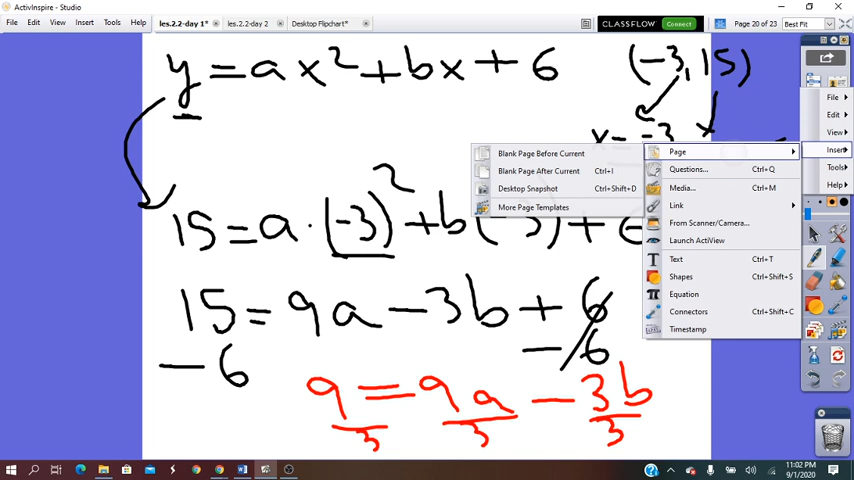 ActivInspire - Studio
File Edit View Insert Tools Help
les.2.2-day 1* les.2.2-day 2 Desktop Flipchart*
CLASSFLOW Connect
Page 20 of 23 Best Fit
y = ax² + bx + 6 (-3, 15)
x = -3
15 = a · (-3)² + b( 3) + 6
15 = 9a - 3b + 6
- 6 - 6
9 = 9a - 3b
3 3 3
File
Edit
View
Insert
Tools
Help
Page
Questions... Ctrl+Q
Media... Ctrl+M
Link
From Scanner/Camera...
Launch ActiView
Text Ctrl+T
Shapes Ctrl+Shift+S
Equation
Connectors Ctrl+Shift+C
Timestamp
Blank Page Before Current
Blank Page After Current Ctrl+I
Desktop Snapshot Ctrl+Shift+D
More Page Templates
11:02 PM
9/1/2020